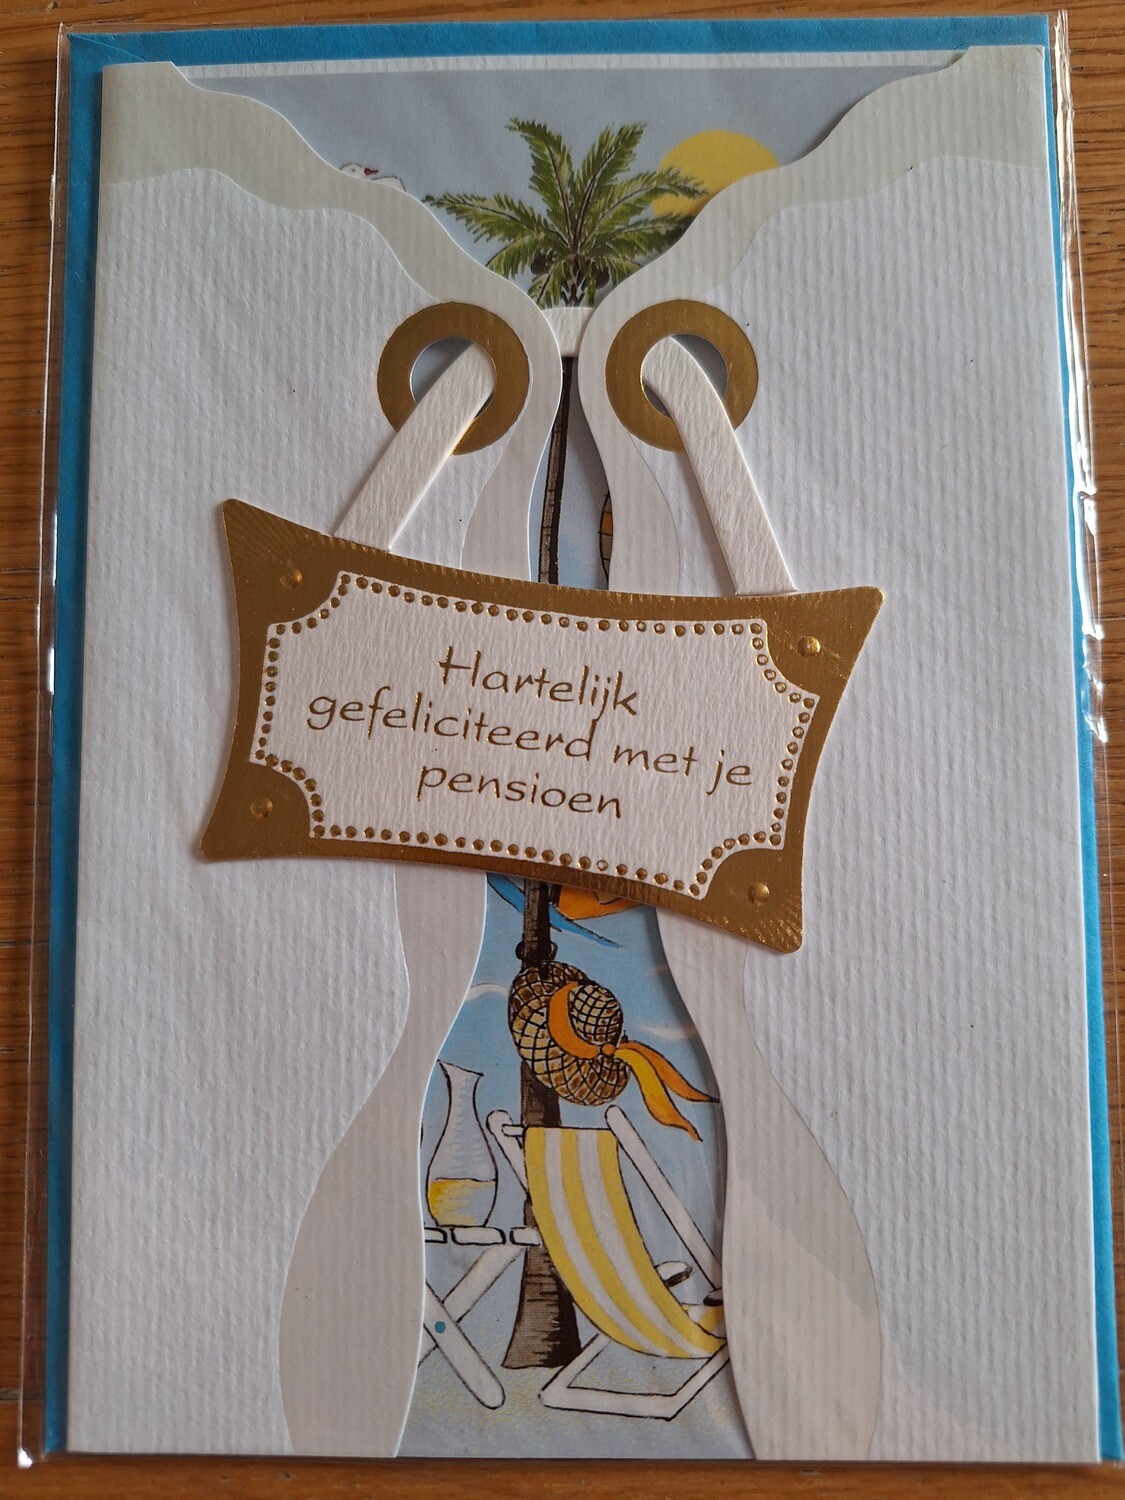 Hartelijk
gefeliciteerd met je
pensioen